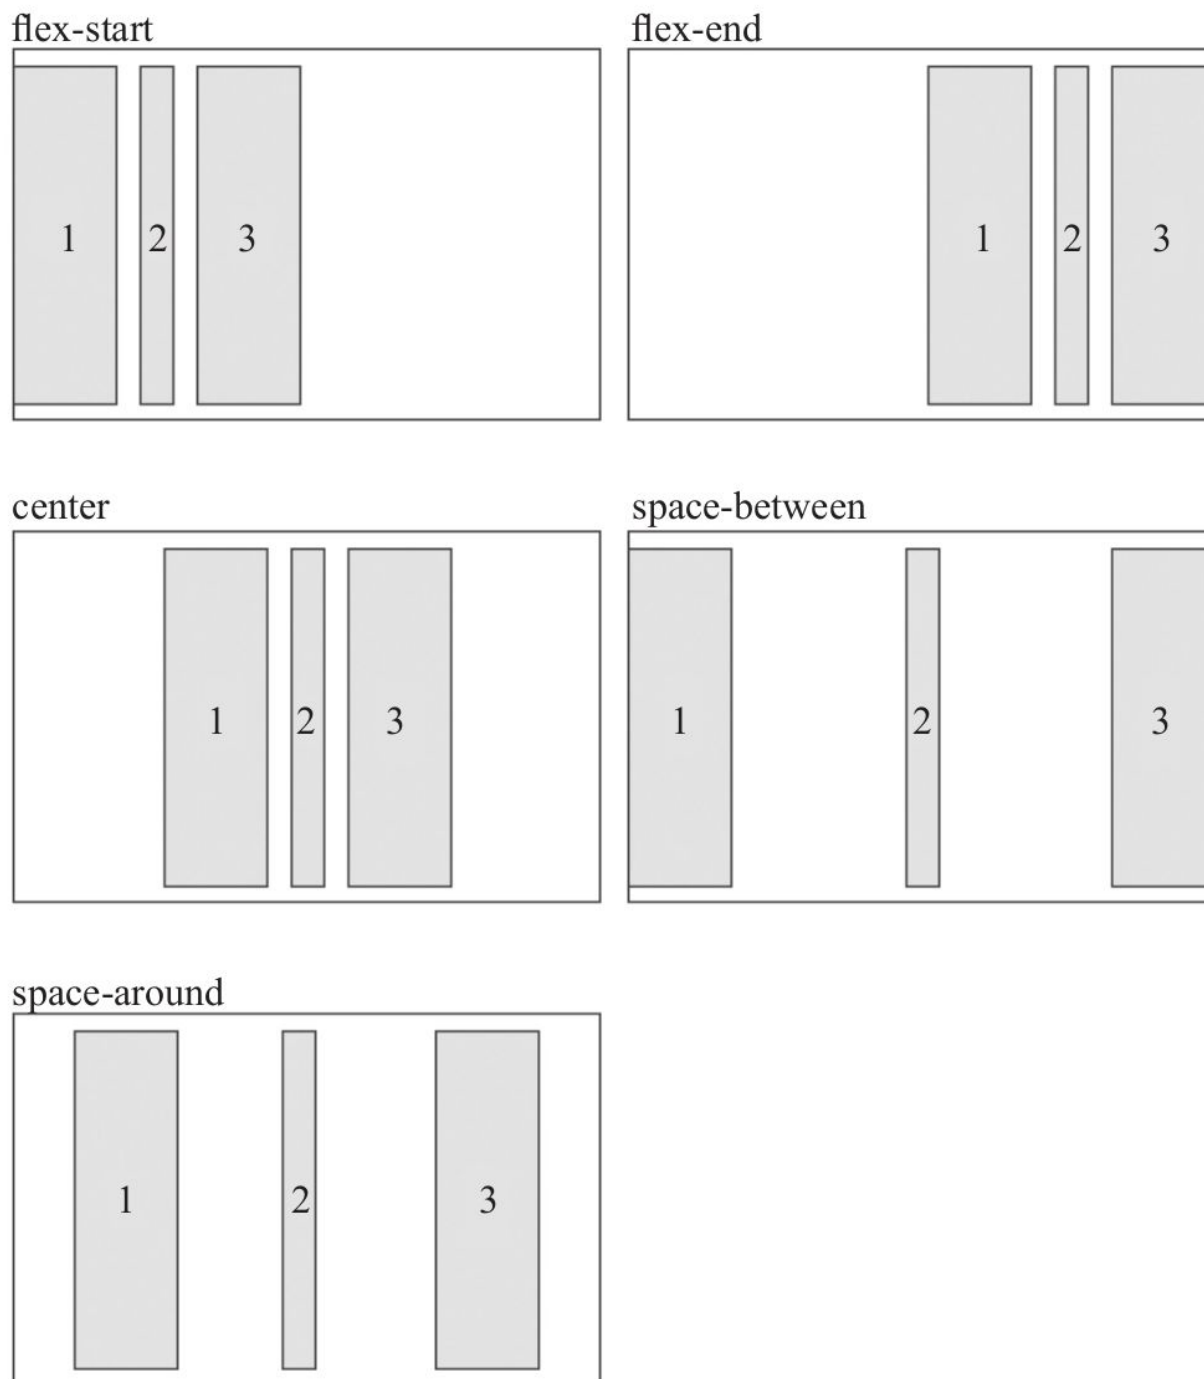 flex-start
1 2 3
flex-end
1 2 3
center
1 2 3
space-between
1 2 3
space-around
1 2 3